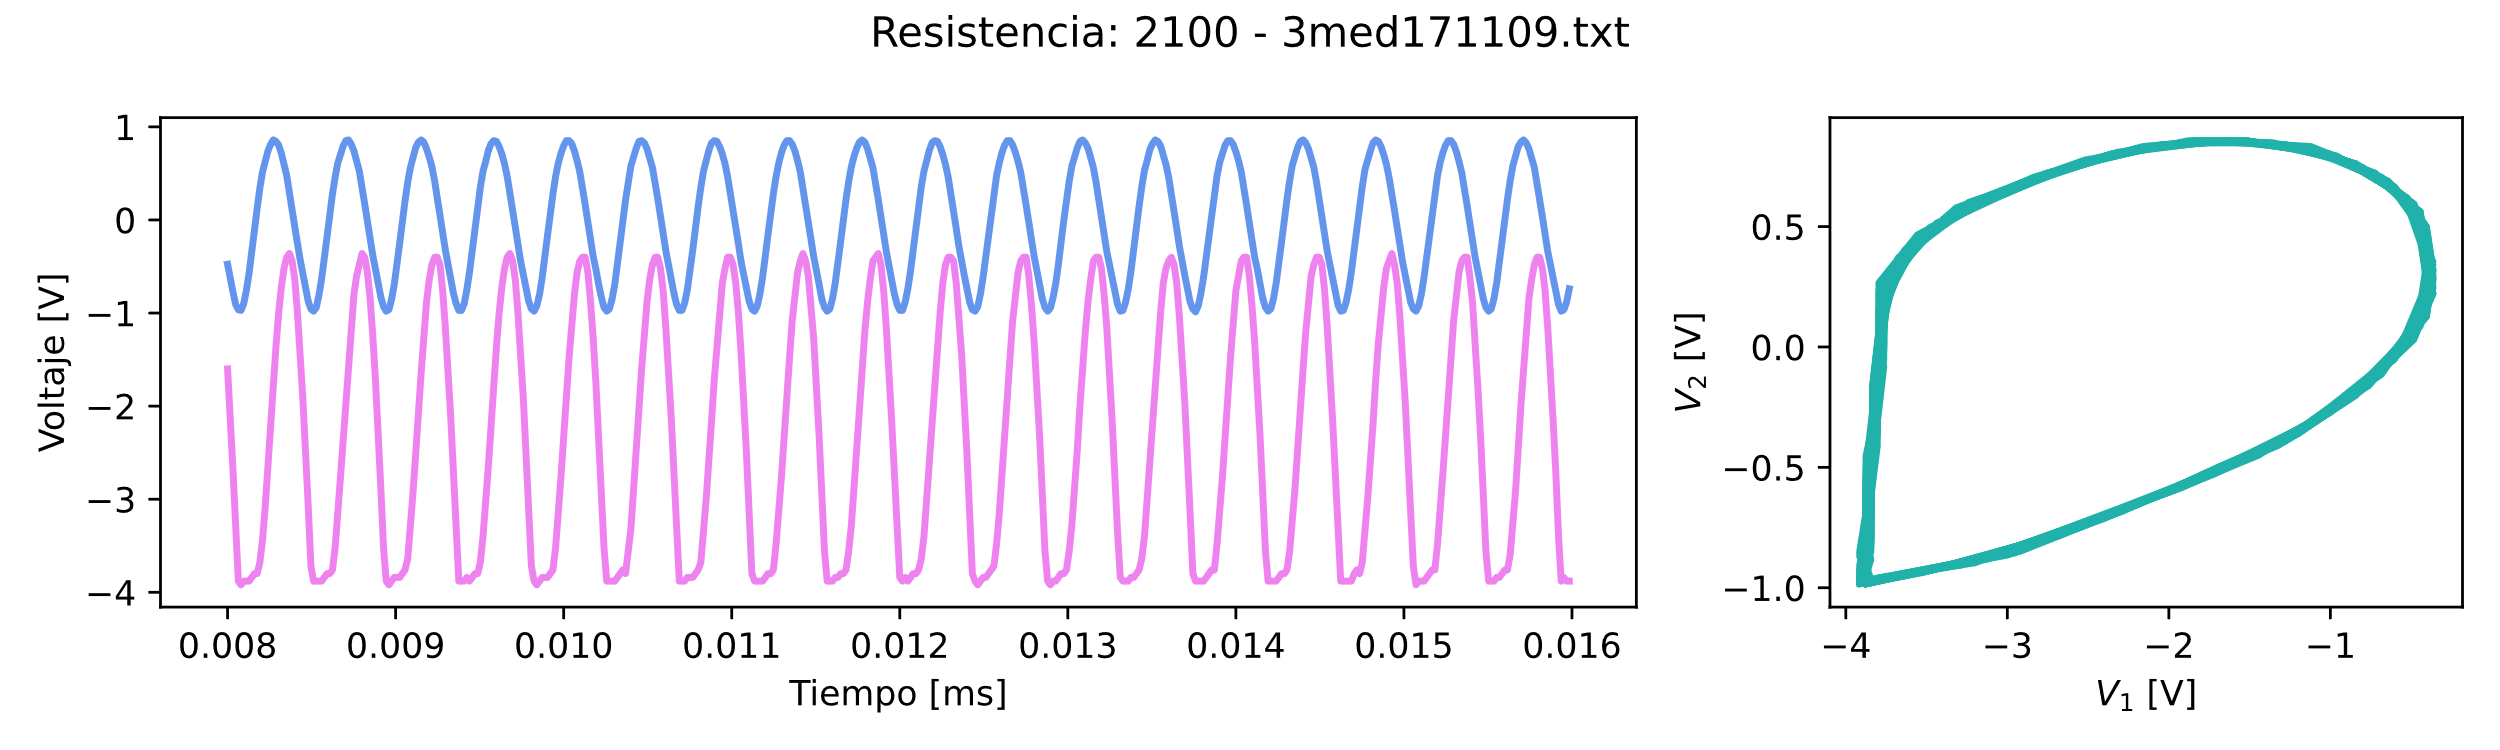 Resistencia: 2100 - 3med171109.txt
Voltaje [V]
1
0
−1
−2
−3
−4
0.008 0.009 0.010 0.011 0.012 0.013 0.014 0.015 0.016
Tiempo [ms]
V₂ [V]
0.5
0.0
−0.5
−1.0
−4 −3 −2 −1
V₁ [V]